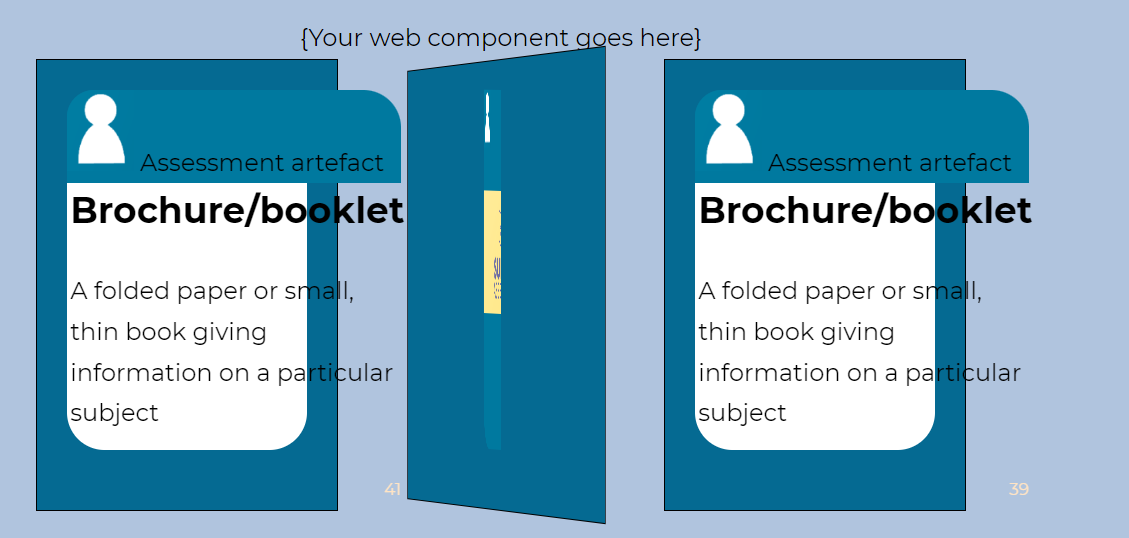 {Your web component goes here}
Assessment artefact
Brochure/booklet
A folded paper or small,
thin book giving
information on a particular
subject
41
Assessment artefact
Brochure/booklet
A folded paper or small,
thin book giving
information on a particular
subject
39